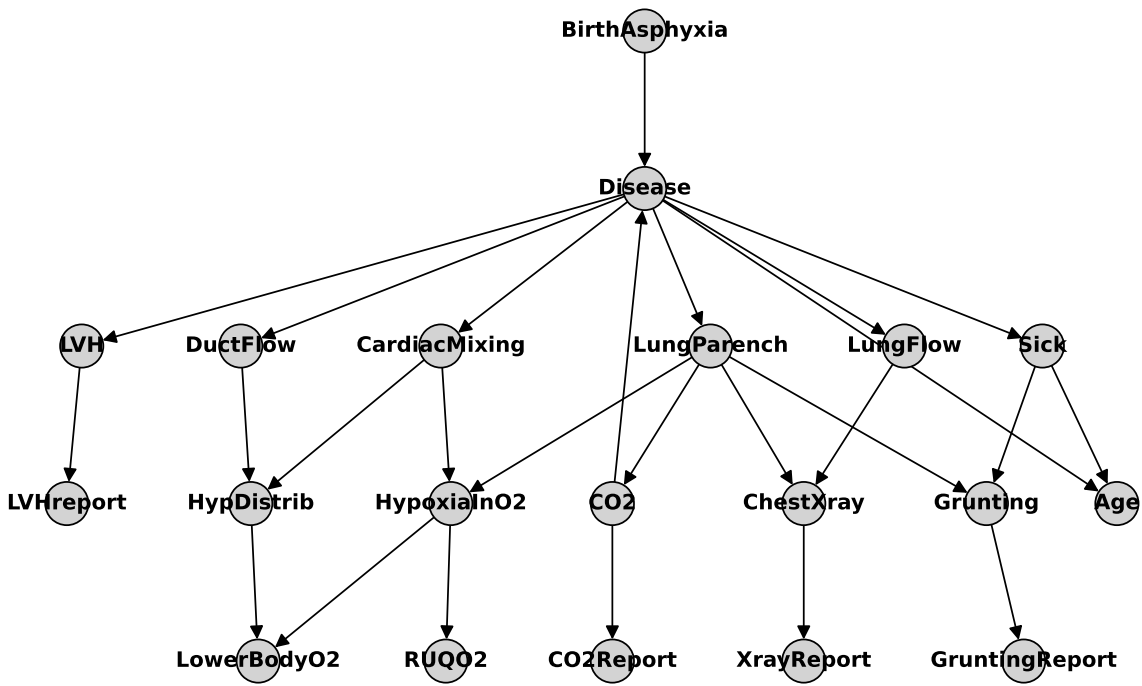 BirthAsphyxia
Disease
LVH
DuctFlow
CardiacMixing
LungParench
LungFlow
Sick
LVHreport
HypDistrib
HypoxiaInO2
CO2
ChestXray
Grunting
Age
LowerBodyO2
RUQO2
CO2Report
XrayReport
GruntingReport